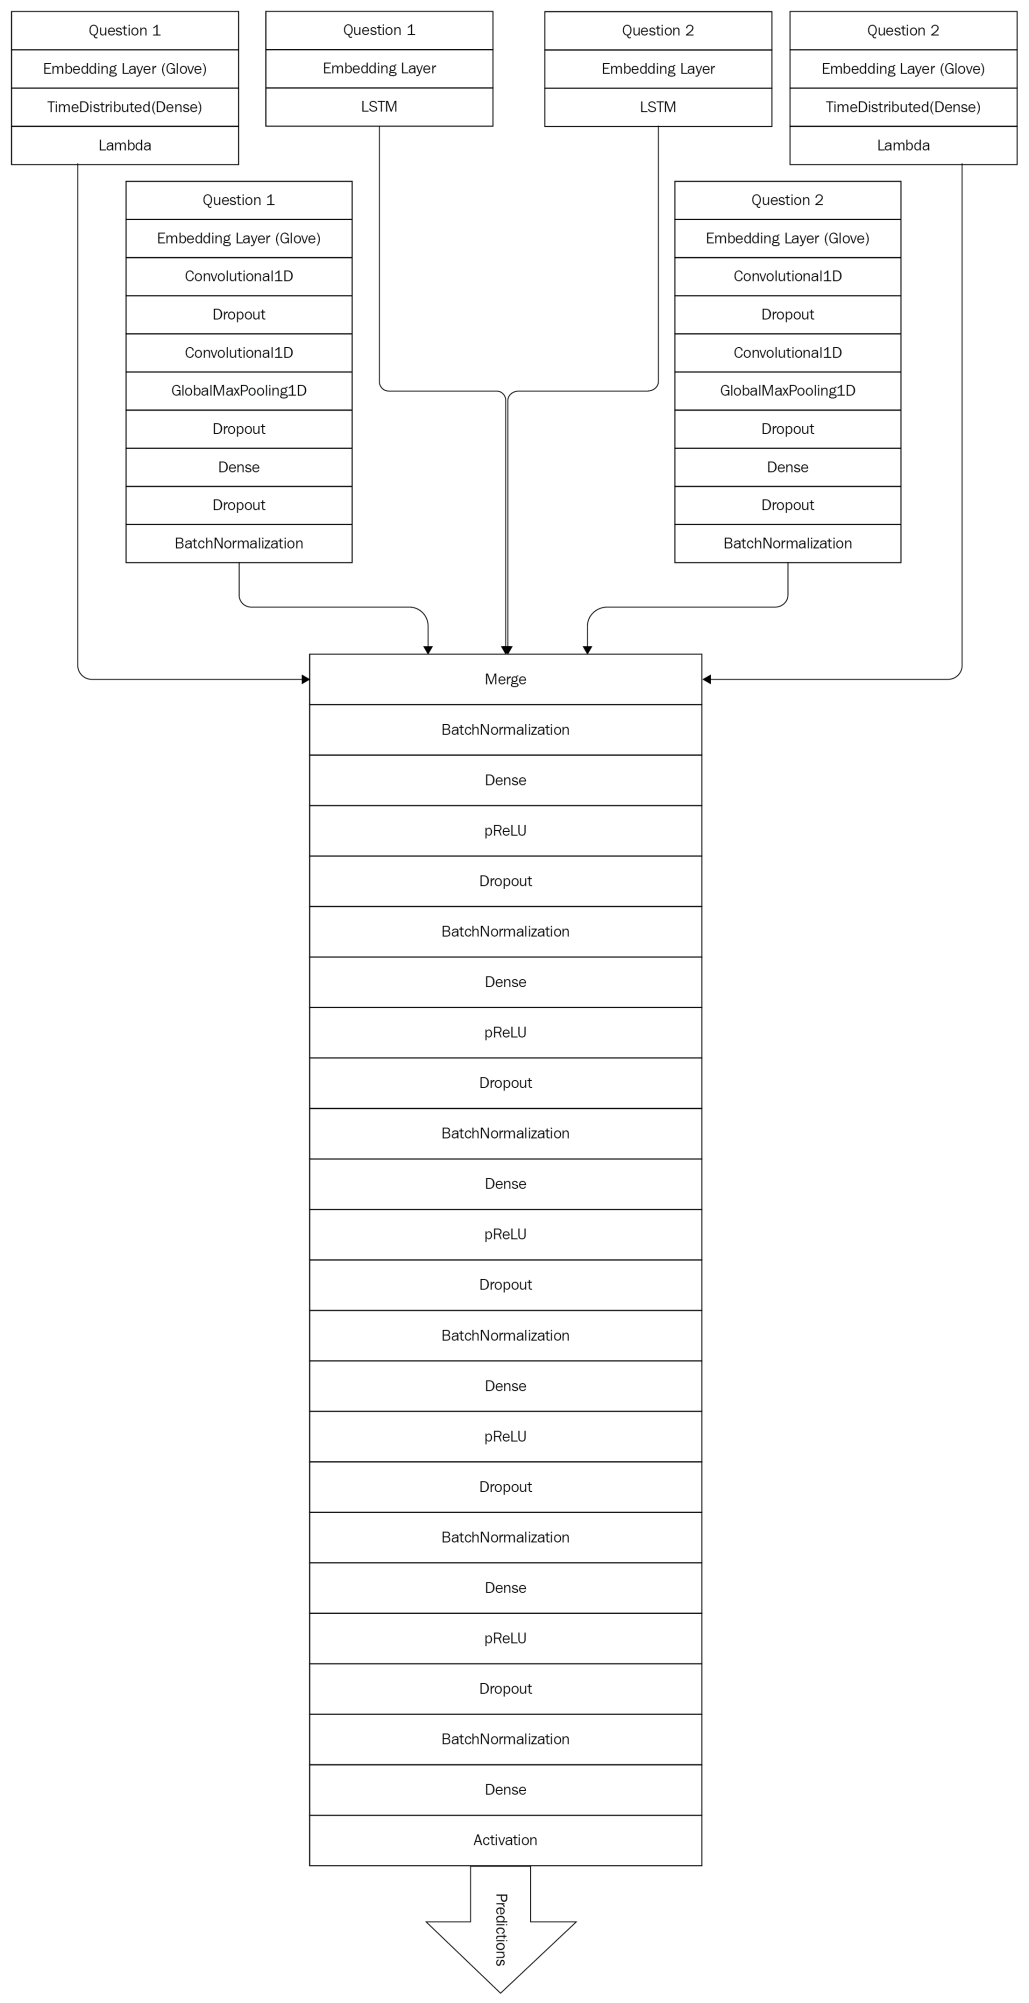 Question 1
Embedding Layer (Glove)
TimeDistributed(Dense)
Lambda
Question 1
Embedding Layer
LSTM
Question 2
Embedding Layer
LSTM
Question 2
Embedding Layer (Glove)
TimeDistributed(Dense)
Lambda
Question 1
Embedding Layer (Glove)
Convolutional1D
Dropout
Convolutional1D
GlobalMaxPooling1D
Dropout
Dense
Dropout
BatchNormalization
Question 2
Embedding Layer (Glove)
Convolutional1D
Dropout
Convolutional1D
GlobalMaxPooling1D
Dropout
Dense
Dropout
BatchNormalization
Merge
BatchNormalization
Dense
pReLU
Dropout
BatchNormalization
Dense
pReLU
Dropout
BatchNormalization
Dense
pReLU
Dropout
BatchNormalization
Dense
pReLU
Dropout
BatchNormalization
Dense
pReLU
Dropout
BatchNormalization
Dense
Activation
Predictions